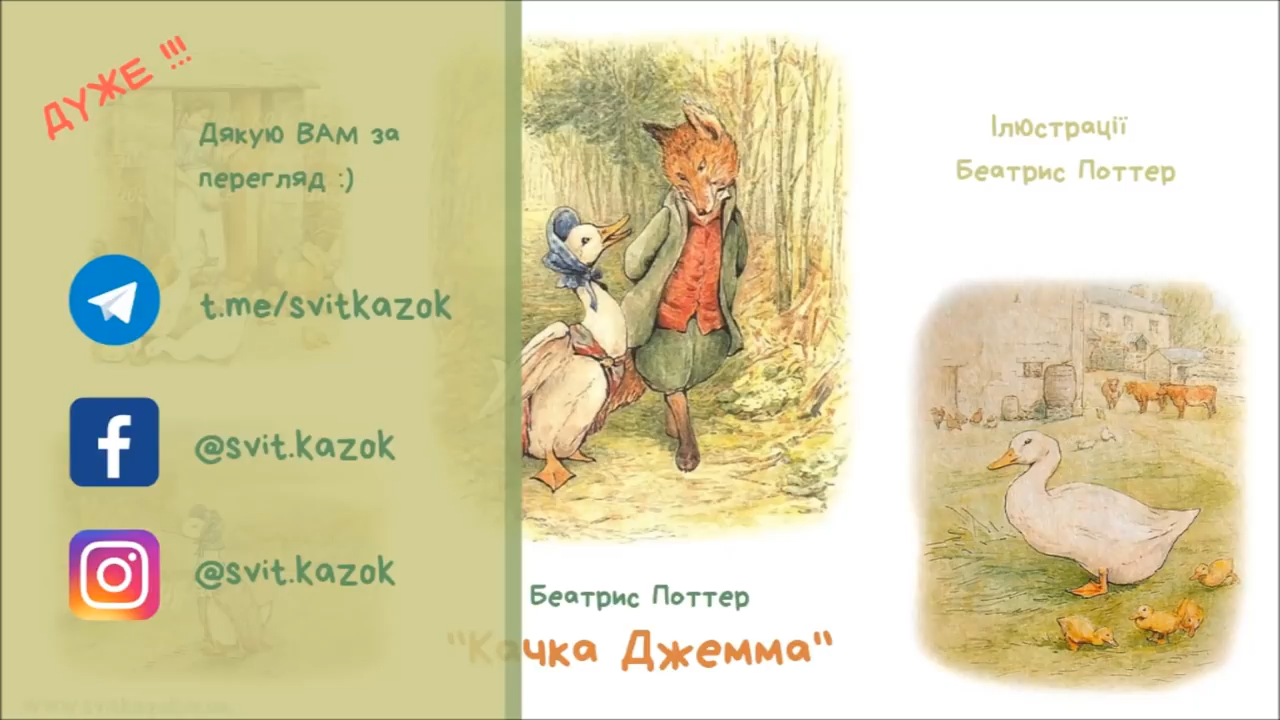 ДУЖЕ !!!
Дякую ВАМ за
перегляд :)
t.me/svitkazok
@svit.kazok
@svit.kazok
Беатрис Поттер
"Качка Джемма"
Ілюстрації
Беатрис Поттер